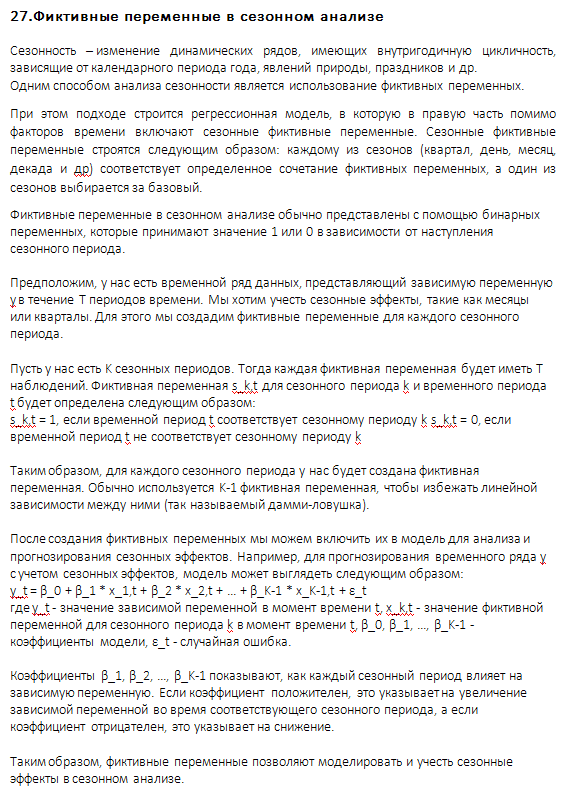 27.Фиктивные переменные в сезонном анализе
Сезонность – изменение динамических рядов, имеющих внутригодичную цикличность,
зависящие от календарного периода года, явлений природы, праздников и др.
Одним способом анализа сезонности является использование фиктивных переменных.
При этом подходе строится регрессионная модель, в которую в правую часть помимо
факторов времени включают сезонные фиктивные переменные. Сезонные фиктивные
переменные строятся следующим образом: каждому из сезонов (квартал, день, месяц,
декада и др) соответствует определенное сочетание фиктивных переменных, а один из
сезонов выбирается за базовый.
Фиктивные переменные в сезонном анализе обычно представлены с помощью бинарных
переменных, которые принимают значение 1 или 0 в зависимости от наступления
сезонного периода.
Предположим, у нас есть временной ряд данных, представляющий зависимую переменную
y в течение T периодов времени. Мы хотим учесть сезонные эффекты, такие как месяцы
или кварталы. Для этого мы создадим фиктивные переменные для каждого сезонного
периода.
Пусть у нас есть K сезонных периодов. Тогда каждая фиктивная переменная будет иметь T
наблюдений. Фиктивная переменная s_k,t для сезонного периода k и временного периода
t будет определена следующим образом:
s_k,t = 1, если временной период t соответствует сезонному периоду k s_k,t = 0, если
временной период t не соответствует сезонному периоду k
Таким образом, для каждого сезонного периода у нас будет создана фиктивная
переменная. Обычно используется K-1 фиктивная переменная, чтобы избежать линейной
зависимости между ними (так называемый дамми-ловушка).
После создания фиктивных переменных мы можем включить их в модель для анализа и
прогнозирования сезонных эффектов. Например, для прогнозирования временного ряда y
с учетом сезонных эффектов, модель может выглядеть следующим образом:
y_t = β_0 + β_1 * x_1,t + β_2 * x_2,t + ... + β_K-1 * x_K-1,t + ε_t
где y_t - значение зависимой переменной в момент времени t, x_k,t - значение фиктивной
переменной для сезонного периода k в момент времени t, β_0, β_1, ..., β_K-1 -
коэффициенты модели, ε_t - случайная ошибка.
Коэффициенты β_1, β_2, ..., β_K-1 показывают, как каждый сезонный период влияет на
зависимую переменную. Если коэффициент положителен, это указывает на увеличение
зависимой переменной во время соответствующего сезонного периода, а если
коэффициент отрицателен, это указывает на снижение.
Таким образом, фиктивные переменные позволяют моделировать и учесть сезонные
эффекты в сезонном анализе.